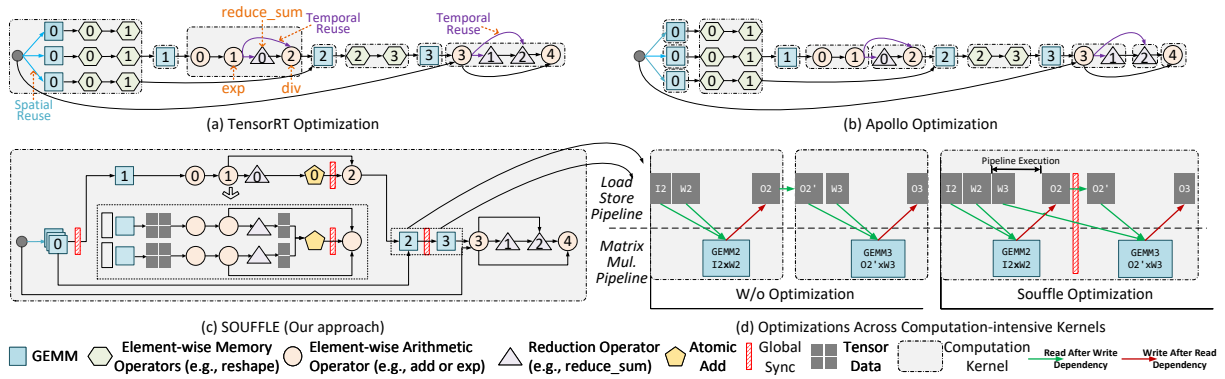 reduce_sum
Temporal
Reuse
Temporal
Reuse
0 0 1
0 0 1 1 0 1 0 2 2 2 3 3 3 1 2 4
0 0 1
exp div
Spatial
Reuse
(a) TensorRT Optimization
0 0 1
0 0 1 1 0 1 0 2 2 2 3 3 3 1 2 4
0 0 1
(b) Apollo Optimization
1 0 1 0 0 2
0
2 3 3 1 2 4
(c) SOUFFLE (Our approach)
Load
Store
Pipeline
Matrix
Mul.
Pipeline
I2 W2 O2 O2' W3 O3
GEMM2
I2xW2
GEMM3
O2'xW3
W/o Optimization
Pipeline Execution
I2 W2 W3 O2 O2' O3
GEMM2
I2xW2
GEMM3
O2'xW3
Souffle Optimization
(d) Optimizations Across Computation-intensive Kernels
GEMM
Element-wise Memory
Operators (e.g., reshape)
Element-wise Arithmetic
Operator (e.g., add or exp)
Reduction Operator
(e.g., reduce_sum)
Atomic
Add
Global
Sync
Tensor
Data
Computation
Kernel
Read After Write
Dependency
Write After Read
Dependency